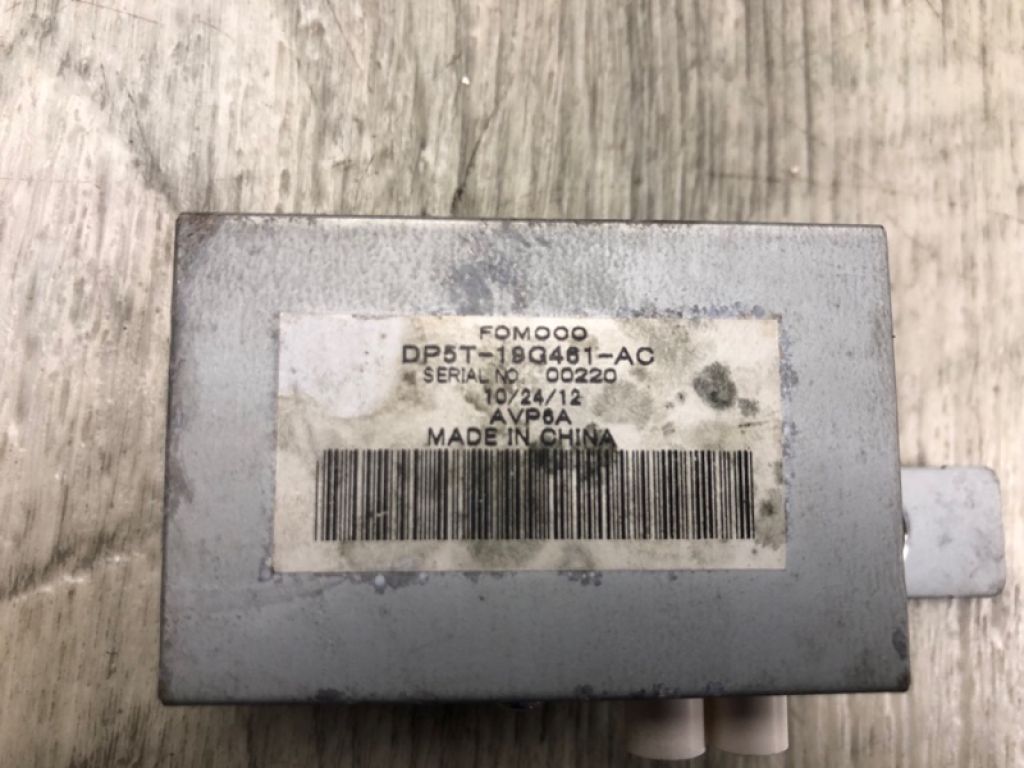 FOMOCO
DP5T-19G461-AC
SERIAL NO. 00220
10/24/12
AVP6A
MADE IN CHINA